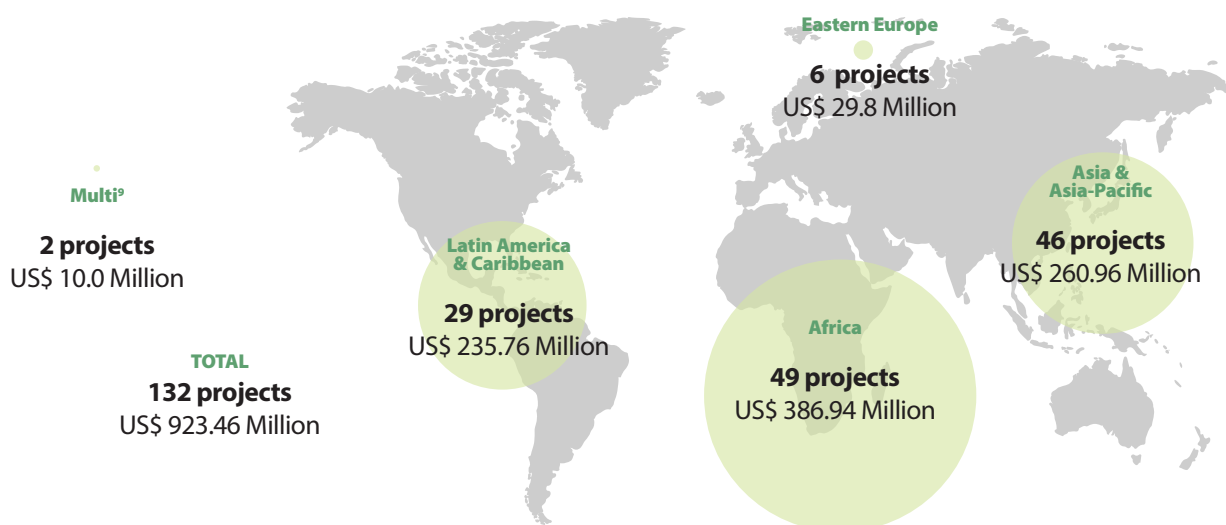 Eastern Europe
6 projects
US$ 29.8 Million
Multi⁹
2 projects
US$ 10.0 Million
Latin America
& Caribbean
29 projects
US$ 235.76 Million
Asia &
Asia-Pacific
46 projects
US$ 260.96 Million
Africa
49 projects
US$ 386.94 Million
TOTAL
132 projects
US$ 923.46 Million